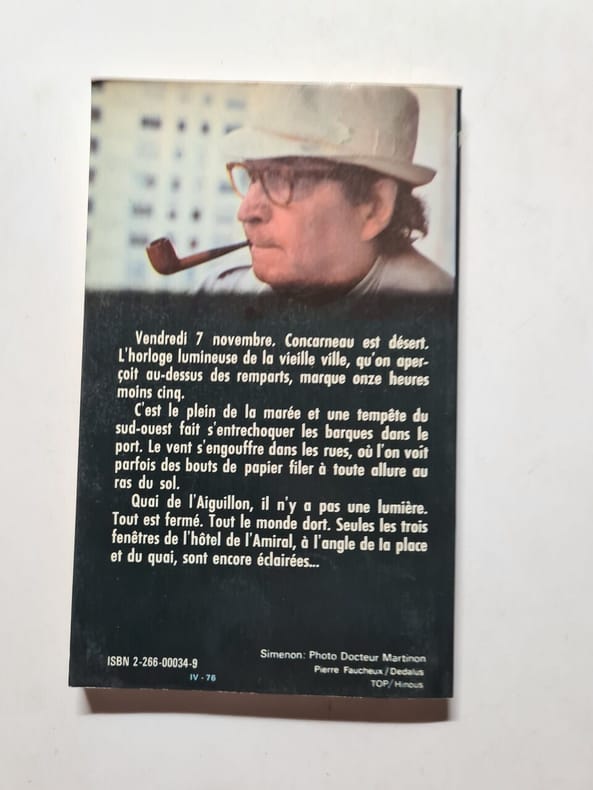 Vendredi 7 novembre. Concarneau est désert.
L'horloge lumineuse de la vieille ville, qu'on aper-
çoit au-dessus des remparts, marque onze heures
moins cinq.
C'est le plein de la marée et une tempête du
sud-ouest fait s'entrechoquer les barques dans le
port. Le vent s'engouffre dans les rues, où l'on voit
parfois des bouts de papier filer à toute allure au
ras du sol.
Quai de l'Aiguillon, il n'y a pas une lumière.
Tout est fermé. Tout le monde dort. Seules les trois
fenêtres de l'hôtel de l'Amiral, à l'angle de la place
et du quai, sont encore éclairées...
ISBN 2-266-00034-9
IV - 76
Simenon: Photo Docteur Martinon
Pierre Faucheux/Dedalus
TOP/Hinous